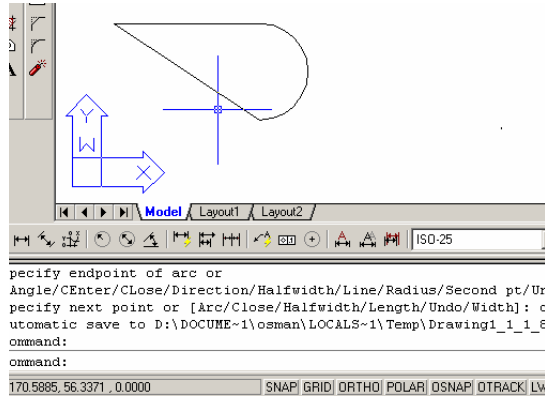 Y
W
X
Model Layout1 Layout2
ISO-25
pecify endpoint of arc or
Angle/CEnter/CLose/Direction/Halfwidth/Line/Radius/Second pt/Un
pecify next point or [Arc/Close/Halfwidth/Length/Undo/Width]: c
utomatic save to D:\DOCUME~1\osman\LOCALS~1\Temp\Drawing1_1_1_8
ommand:
ommand:
170.5885, 56.3371 , 0.0000 SNAP GRID ORTHO POLAR OSNAP OTRACK LW